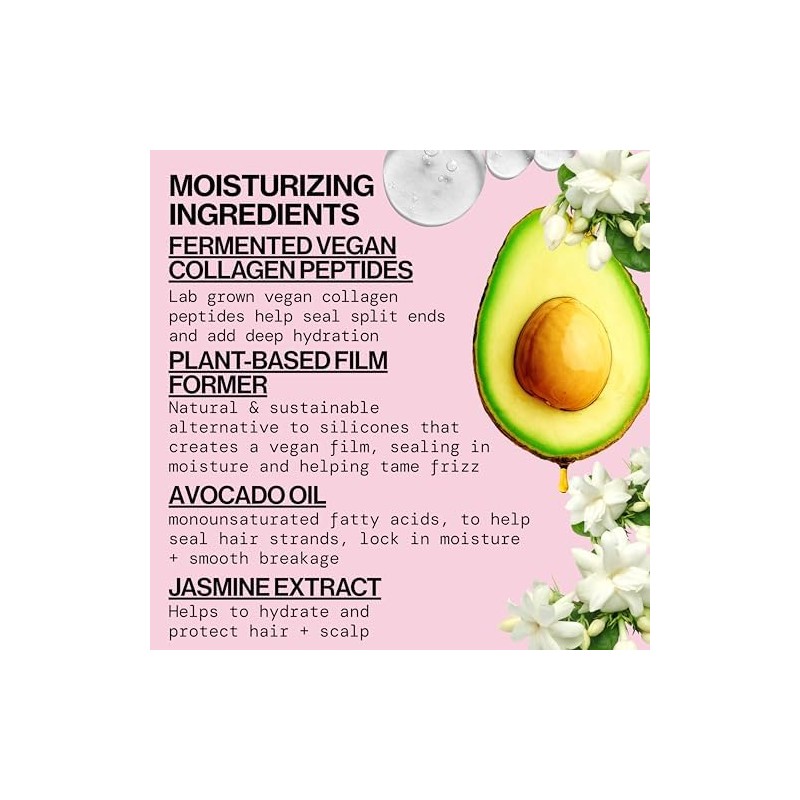 MOISTURIZING
INGREDIENTS
FERMENTED VEGAN
COLLAGEN PEPTIDES
Lab grown vegan collagen
peptides help seal split ends
and add deep hydration
PLANT-BASED FILM
FORMER
Natural & sustainable
alternative to silicones that
creates a vegan film, sealing in
moisture and helping tame frizz
AVOCADO OIL
monounsaturated fatty acids, to help
seal hair strands, lock in moisture
+ smooth breakage
JASMINE EXTRACT
Helps to hydrate and
protect hair + scalp